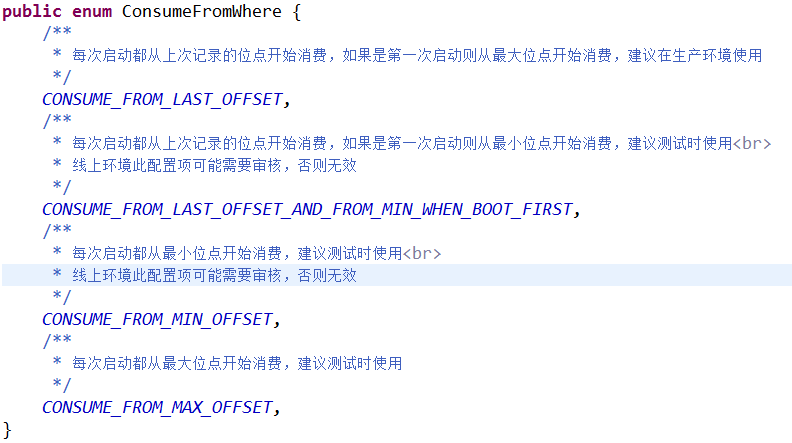 public enum ConsumeFromWhere {
/**
* 每次启动都从上次记录的位点开始消费，如果是第一次启动则从最大位点开始消费，建议在生产环境使用
*/
CONSUME_FROM_LAST_OFFSET,
/**
* 每次启动都从上次记录的位点开始消费，如果是第一次启动则从最小位点开始消费，建议测试时使用<br>
* 线上环境此配置项可能需要审核，否则无效
*/
CONSUME_FROM_LAST_OFFSET_AND_FROM_MIN_WHEN_BOOT_FIRST,
/**
* 每次启动都从最小位点开始消费，建议测试时使用<br>
* 线上环境此配置项可能需要审核，否则无效
*/
CONSUME_FROM_MIN_OFFSET,
/**
* 每次启动都从最大位点开始消费，建议测试时使用
*/
CONSUME_FROM_MAX_OFFSET,
}